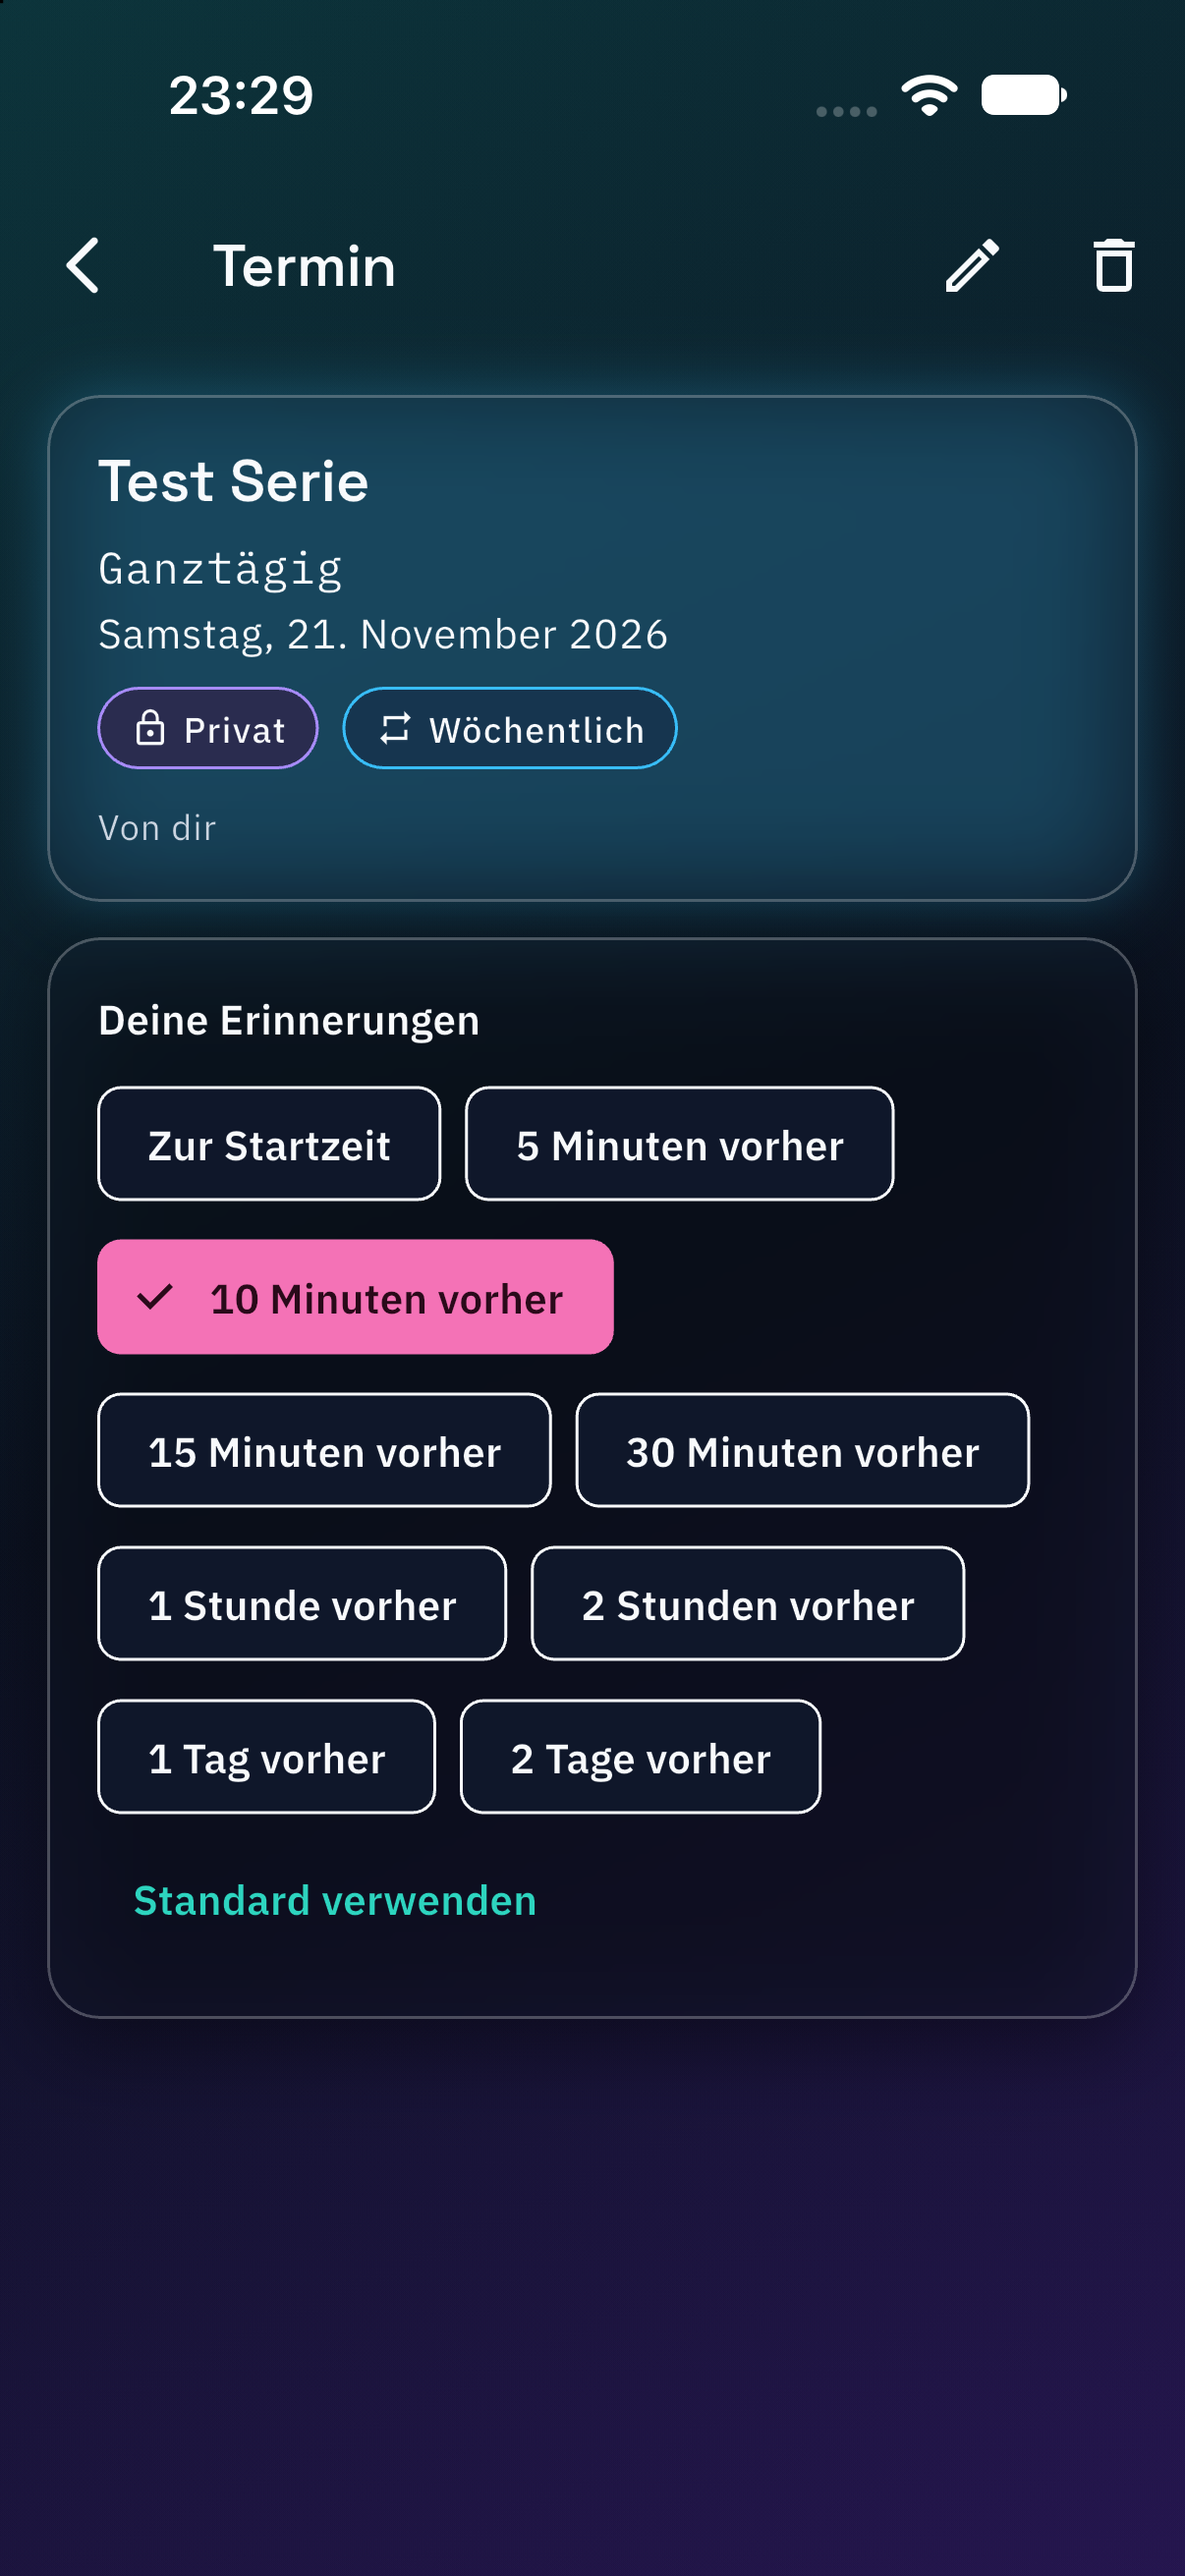 23:29
Termin
Test Serie
Ganztägig
Samstag, 21. November 2026
Privat Wöchentlich
Von dir
Deine Erinnerungen
Zur Startzeit 5 Minuten vorher
10 Minuten vorher
15 Minuten vorher 30 Minuten vorher
1 Stunde vorher 2 Stunden vorher
1 Tag vorher 2 Tage vorher
Standard verwenden